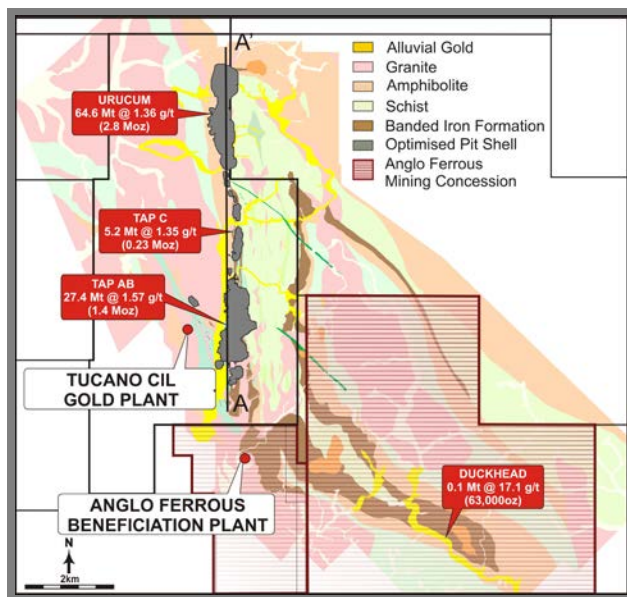 A'
URUCUM
64.6 Mt @ 1.36 g/t
(2.8 Moz)
TAP C
5.2 Mt @ 1.35 g/t
(0.23 Moz)
TAP AB
27.4 Mt @ 1.57 g/t
(1.4 Moz)
TUCANO CIL
GOLD PLANT
A
ANGLO FERROUS
BENEFICIATION PLANT
DUCKHEAD
0.1 Mt @ 17.1 g/t
(63,000oz)
N
2km
Alluvial Gold
Granite
Amphibolite
Schist
Banded Iron Formation
Optimised Pit Shell
Anglo Ferrous
Mining Concession